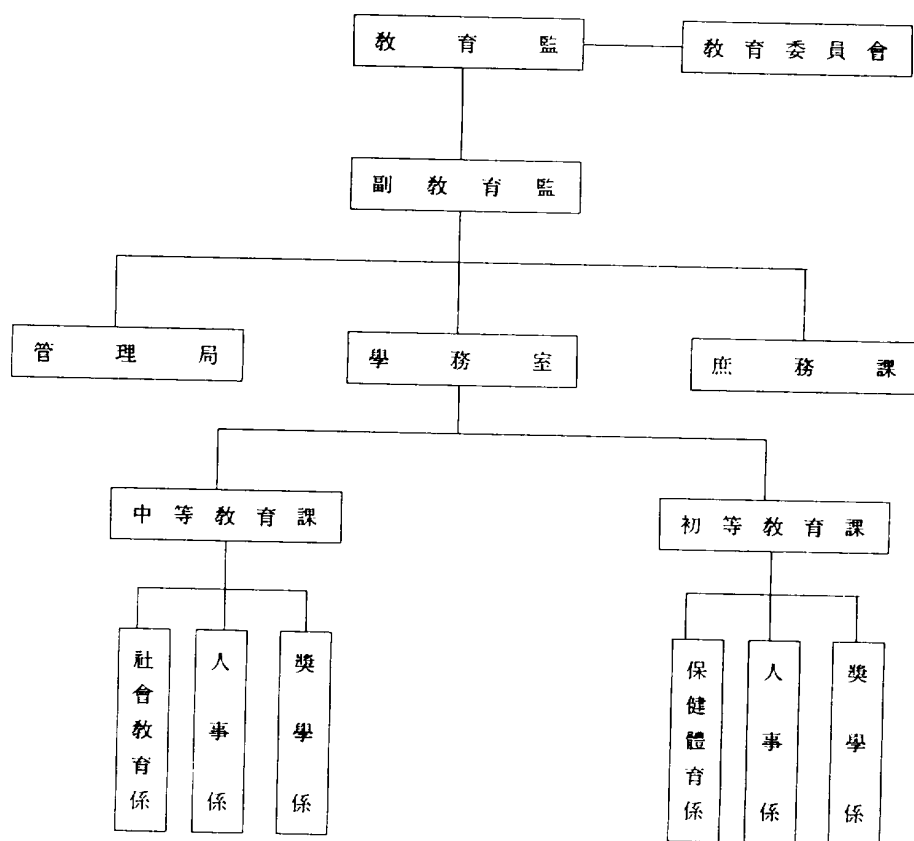 教育監
教育委員會
副教育監
管理局
學務室
庶務課
中等教育課
初等教育課
社會教育係
人事係
奬學係
保健體育係
人事係
奬學係